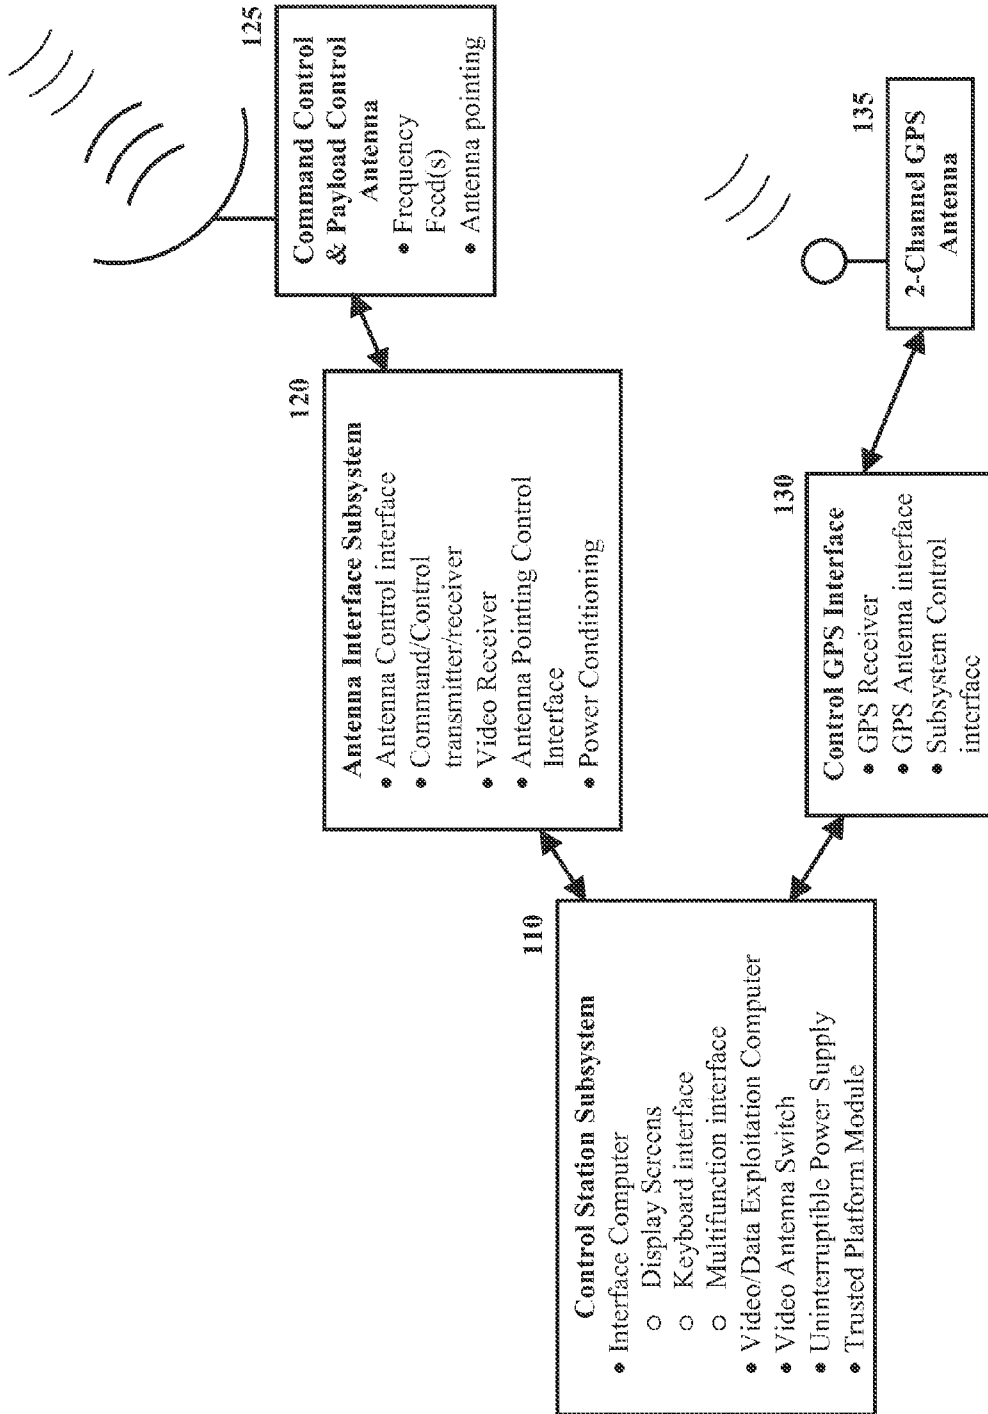 110
Control Station Subsystem
• Interface Computer
○ Display Screens
○ Keyboard interface
○ Multifunction interface
• Video/Data Exploitation Computer
• Video Antenna Switch
• Uninterruptible Power Supply
• Trusted Platform Module
120
Antenna Interface Subsystem
• Antenna Control interface
• Command/Control
transmitter/receiver
• Video Receiver
• Antenna Pointing Control
Interface
• Power Conditioning
125
Command Control
& Payload Control
Antenna
• Frequency
Feed(s)
• Antenna pointing
130
Control GPS Interface
• GPS Receiver
• GPS Antenna interface
• Subsystem Control
interface
135
2-Channel GPS
Antenna